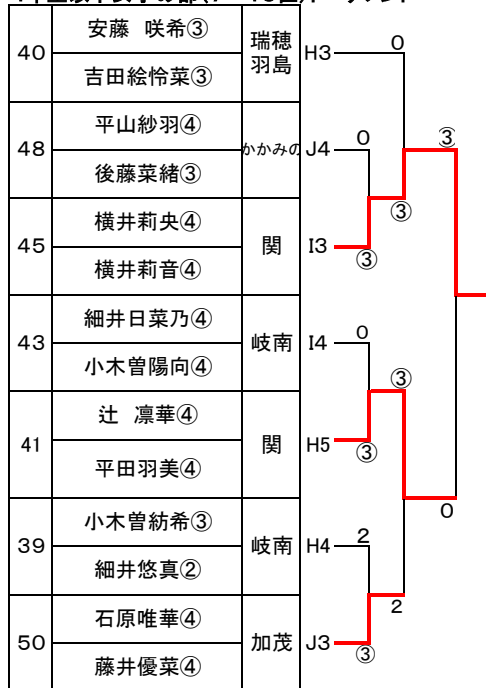 40 安藤 咲希③ 瑞穂 H3 0
吉田絵怜菜③ 羽島
48 平山紗羽④ かかみの J4 0 ③
後藤菜緒③
③
45 横井莉央④ 関 I3 ③
横井莉音④
43 細井日菜乃④ 岐南 I4 0
小木曽陽向④
③
41 辻 凛華④ 関 H5 ③
平田羽美④
0
39 小木曽紡希③ 岐南 H4 2
細井悠真②
2
50 石原唯華④ 加茂 J3 ③
藤井優菜④